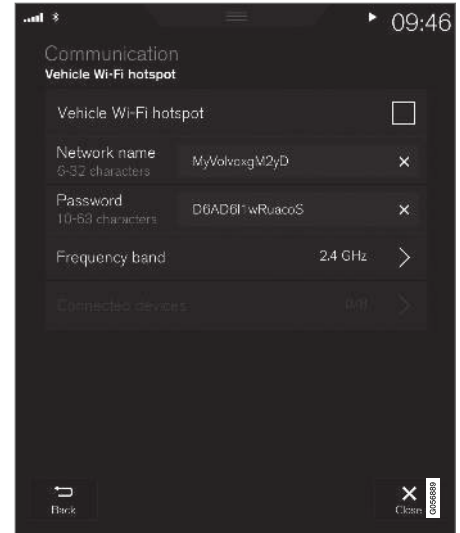 09:46
Communication
Vehicle Wi-Fi hotspot
Vehicle Wi-Fi hotspot
Network name
6-32 characters
MyVolvoxgM2yD
Password
10-63 characters
D6AD6I1wRuacoS
Frequency band
2.4 GHz
Connected devices
Back
Close
G056889